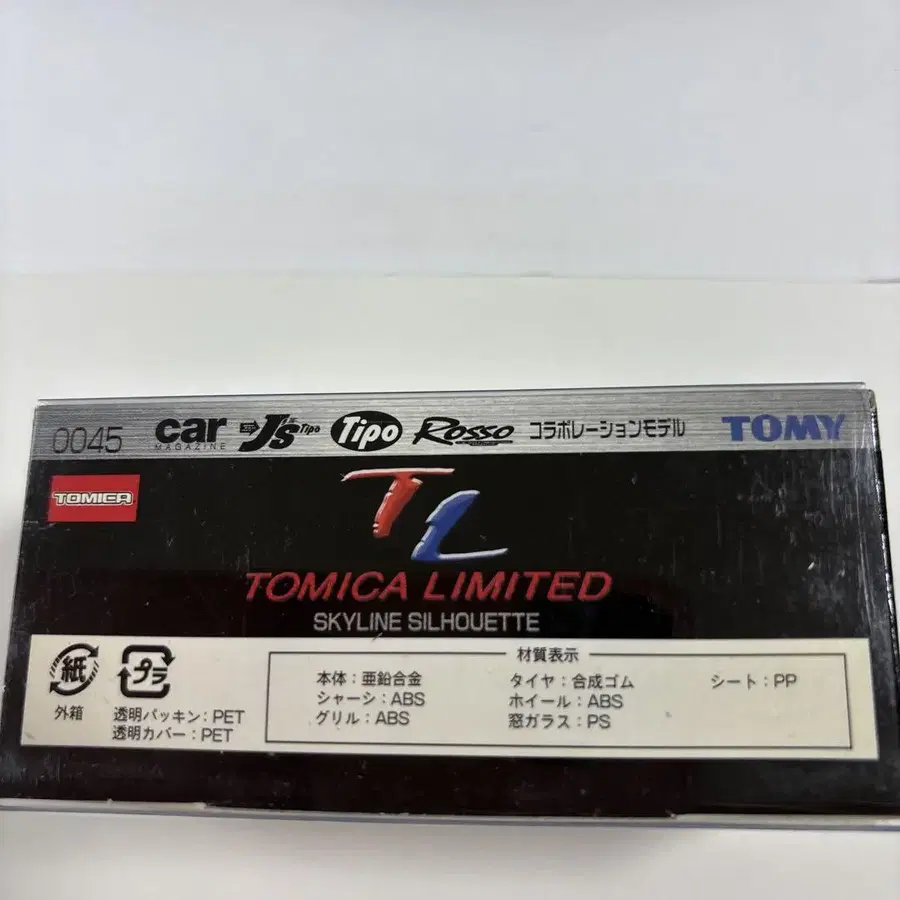 0045 car MAGAZINE J's Tipo Tipo Rosso コラボレーションモデル TOMY
TOMICA
TL
TOMICA LIMITED
SKYLINE SILHOUETTE
材質表示
紙 プラ
本体：亜鉛合金 タイヤ：合成ゴム シート：PP
シャーシ：ABS ホイール：ABS
グリル：ABS 窓ガラス：PS
外箱 透明パッキン：PET
透明カバー：PET